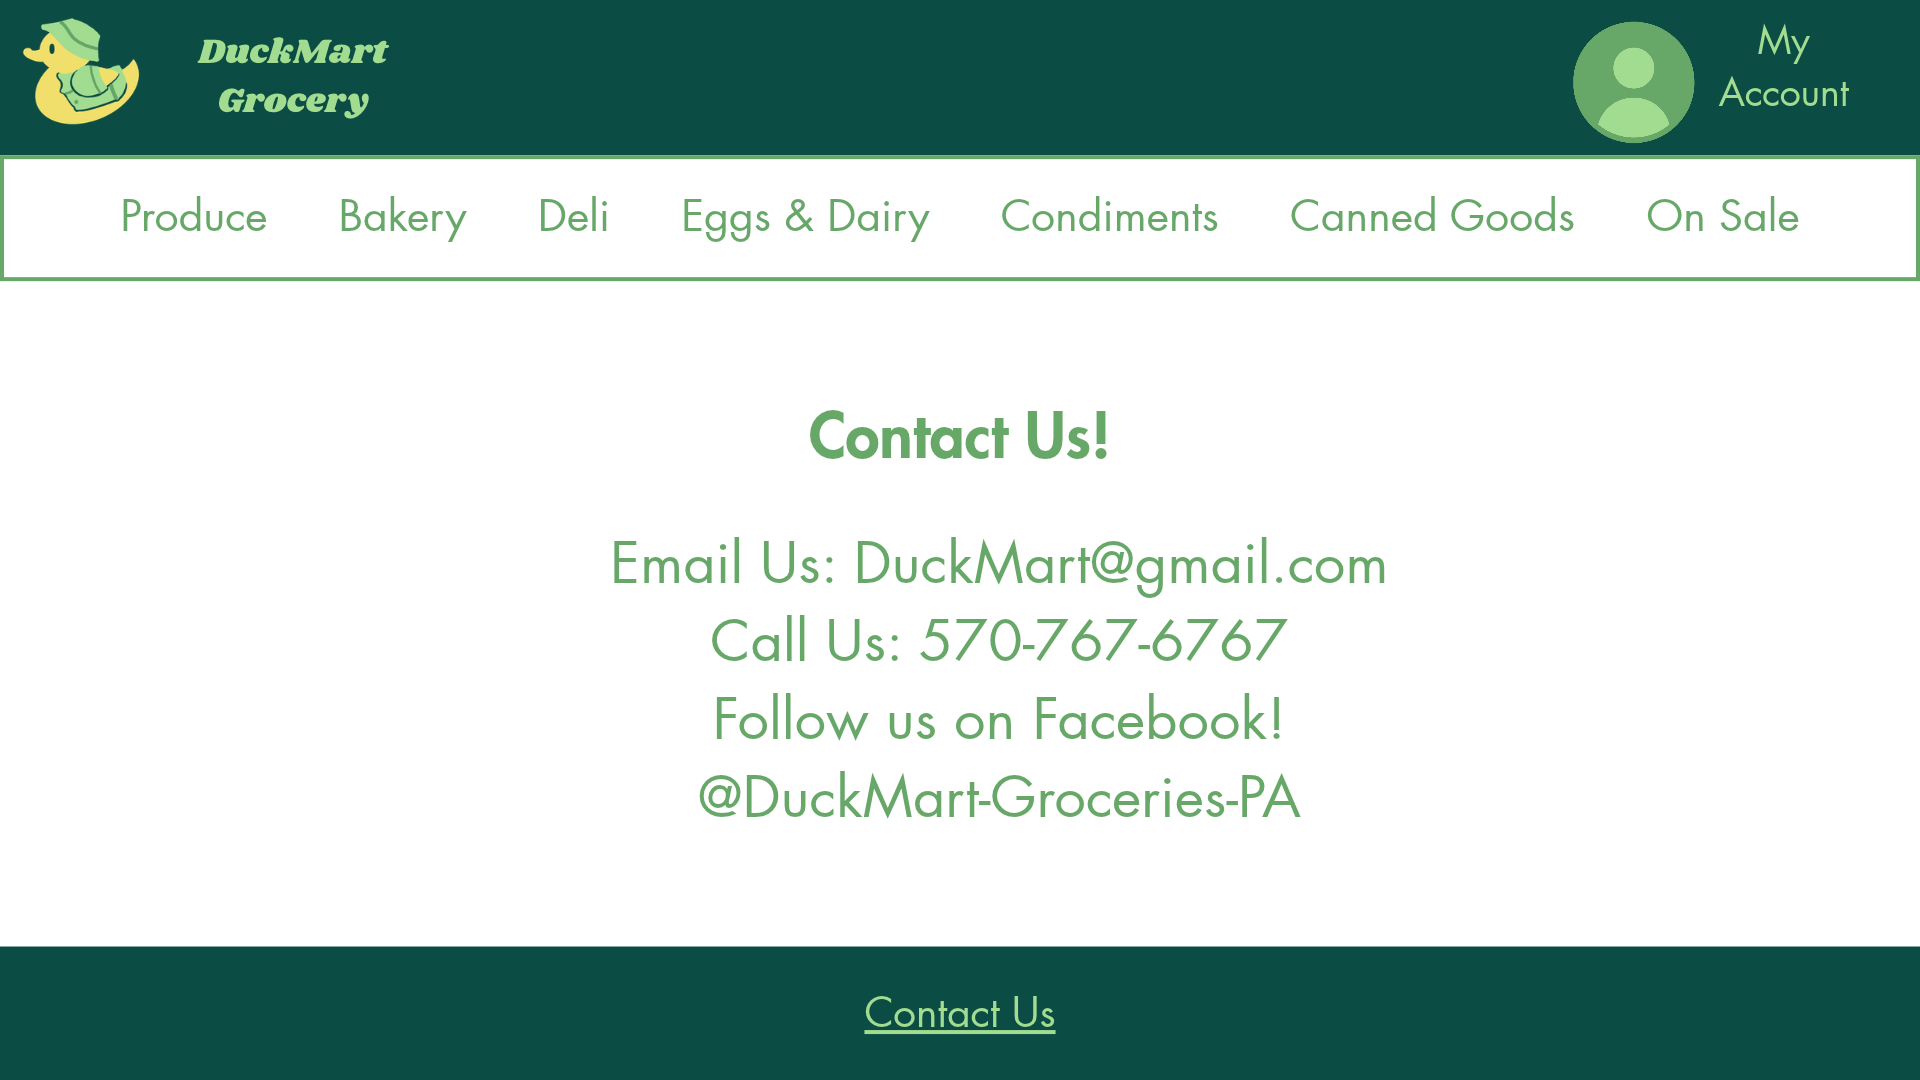 DuckMart
Grocery
My
Account
Produce Bakery Deli Eggs & Dairy Condiments Canned Goods On Sale
Contact Us!
Email Us: DuckMart@gmail.com
Call Us: 570-767-6767
Follow us on Facebook!
@DuckMart-Groceries-PA
Contact Us